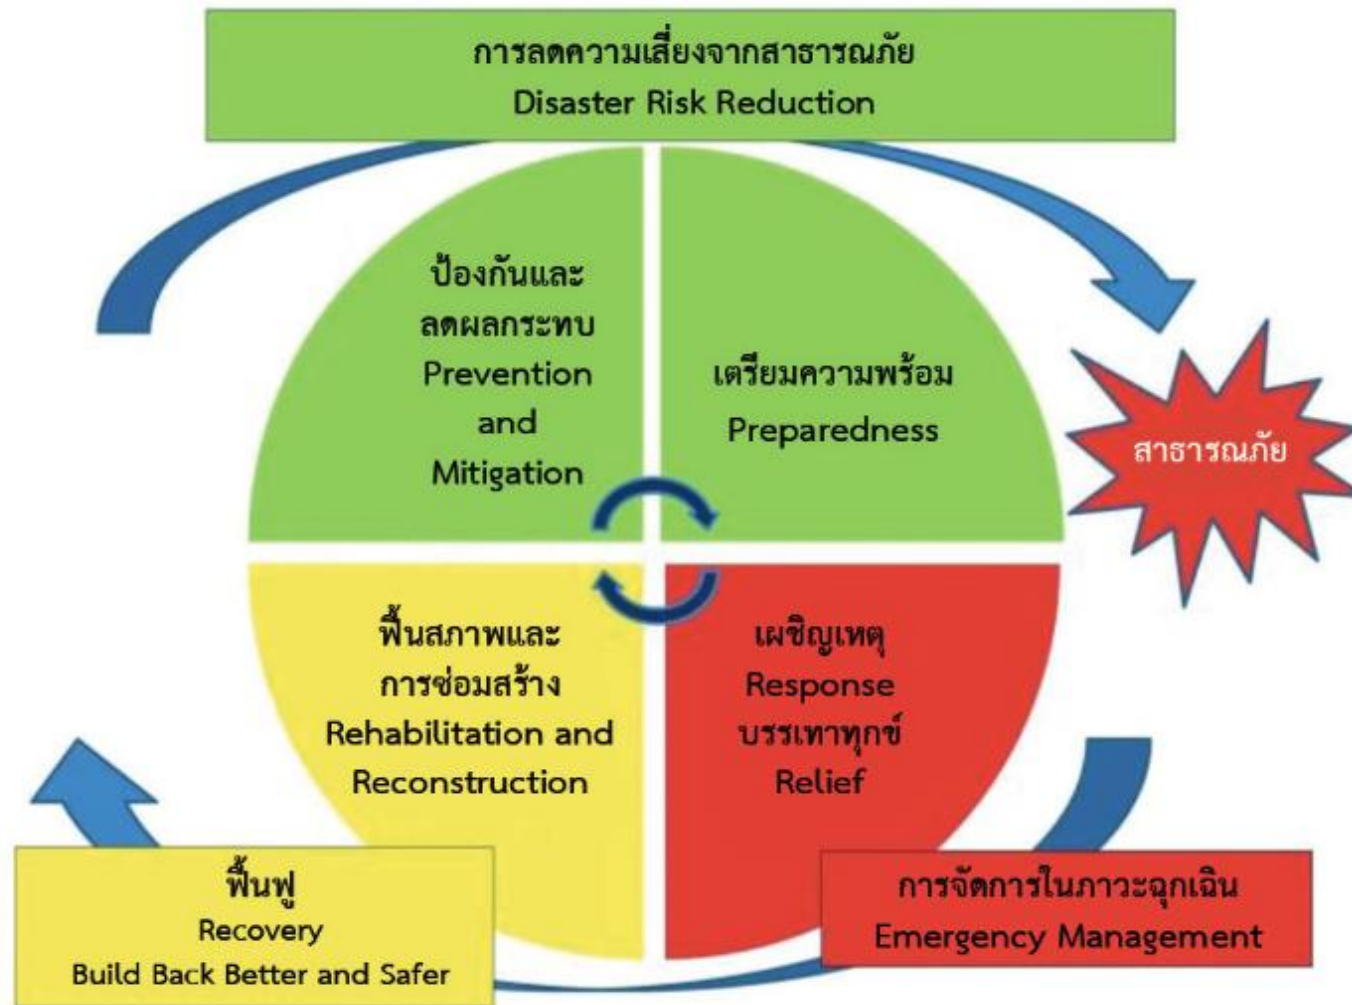 การลดความเสี่ยงจากสาธารณภัย
Disaster Risk Reduction
ป้องกันและ
ลดผลกระทบ
Prevention
and
Mitigation
เตรียมความพร้อม
Preparedness
สาธารณภัย
ฟื้นสภาพและ
การซ่อมสร้าง
Rehabilitation and
Reconstruction
เผชิญเหตุ
Response
บรรเทาทุกข์
Relief
ฟื้นฟู
Recovery
Build Back Better and Safer
การจัดการในภาวะฉุกเฉิน
Emergency Management